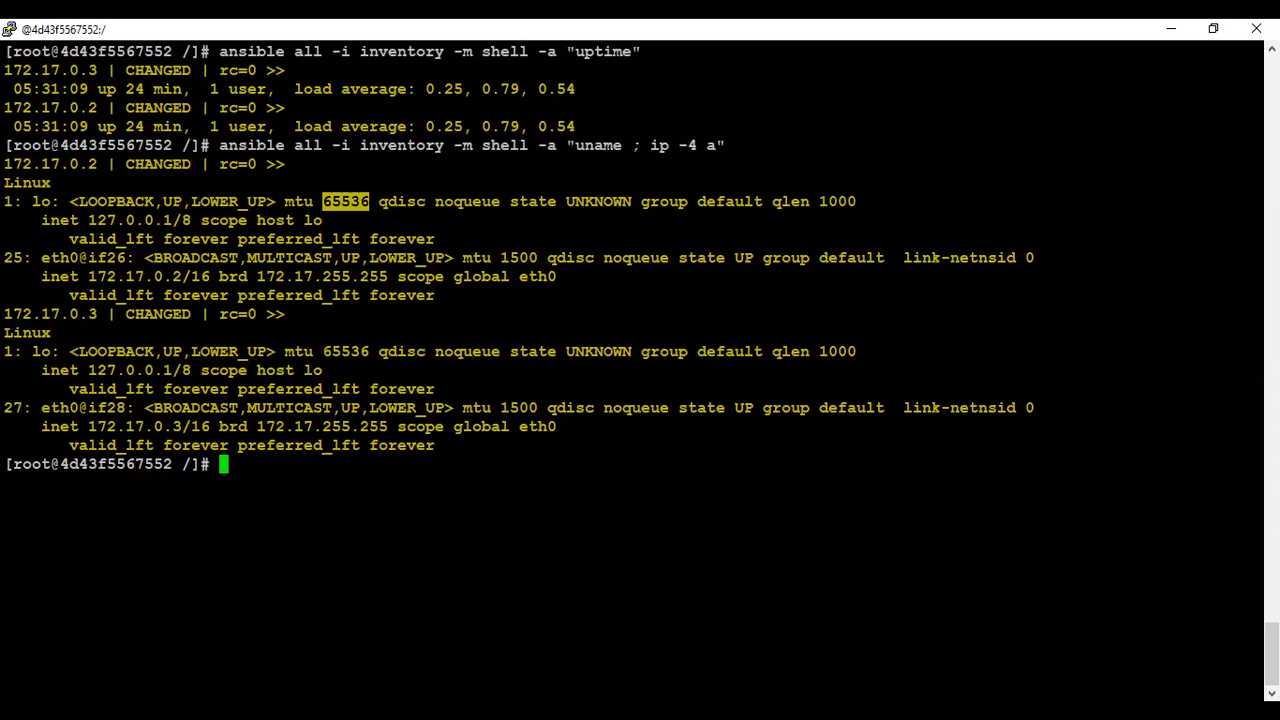 @4d43f5567552:/
[root@4d43f5567552 /]# ansible all -i inventory -m shell -a "uptime"
172.17.0.3 | CHANGED | rc=0 >>
 05:31:09 up 24 min,  1 user,  load average: 0.25, 0.79, 0.54
172.17.0.2 | CHANGED | rc=0 >>
 05:31:09 up 24 min,  1 user,  load average: 0.25, 0.79, 0.54
[root@4d43f5567552 /]# ansible all -i inventory -m shell -a "uname ; ip -4 a"
172.17.0.2 | CHANGED | rc=0 >>
Linux
1: lo: <LOOPBACK,UP,LOWER_UP> mtu 65536 qdisc noqueue state UNKNOWN group default qlen 1000
    inet 127.0.0.1/8 scope host lo
       valid_lft forever preferred_lft forever
25: eth0@if26: <BROADCAST,MULTICAST,UP,LOWER_UP> mtu 1500 qdisc noqueue state UP group default  link-netnsid 0
    inet 172.17.0.2/16 brd 172.17.255.255 scope global eth0
       valid_lft forever preferred_lft forever
172.17.0.3 | CHANGED | rc=0 >>
Linux
1: lo: <LOOPBACK,UP,LOWER_UP> mtu 65536 qdisc noqueue state UNKNOWN group default qlen 1000
    inet 127.0.0.1/8 scope host lo
       valid_lft forever preferred_lft forever
27: eth0@if28: <BROADCAST,MULTICAST,UP,LOWER_UP> mtu 1500 qdisc noqueue state UP group default  link-netnsid 0
    inet 172.17.0.3/16 brd 172.17.255.255 scope global eth0
       valid_lft forever preferred_lft forever
[root@4d43f5567552 /]#